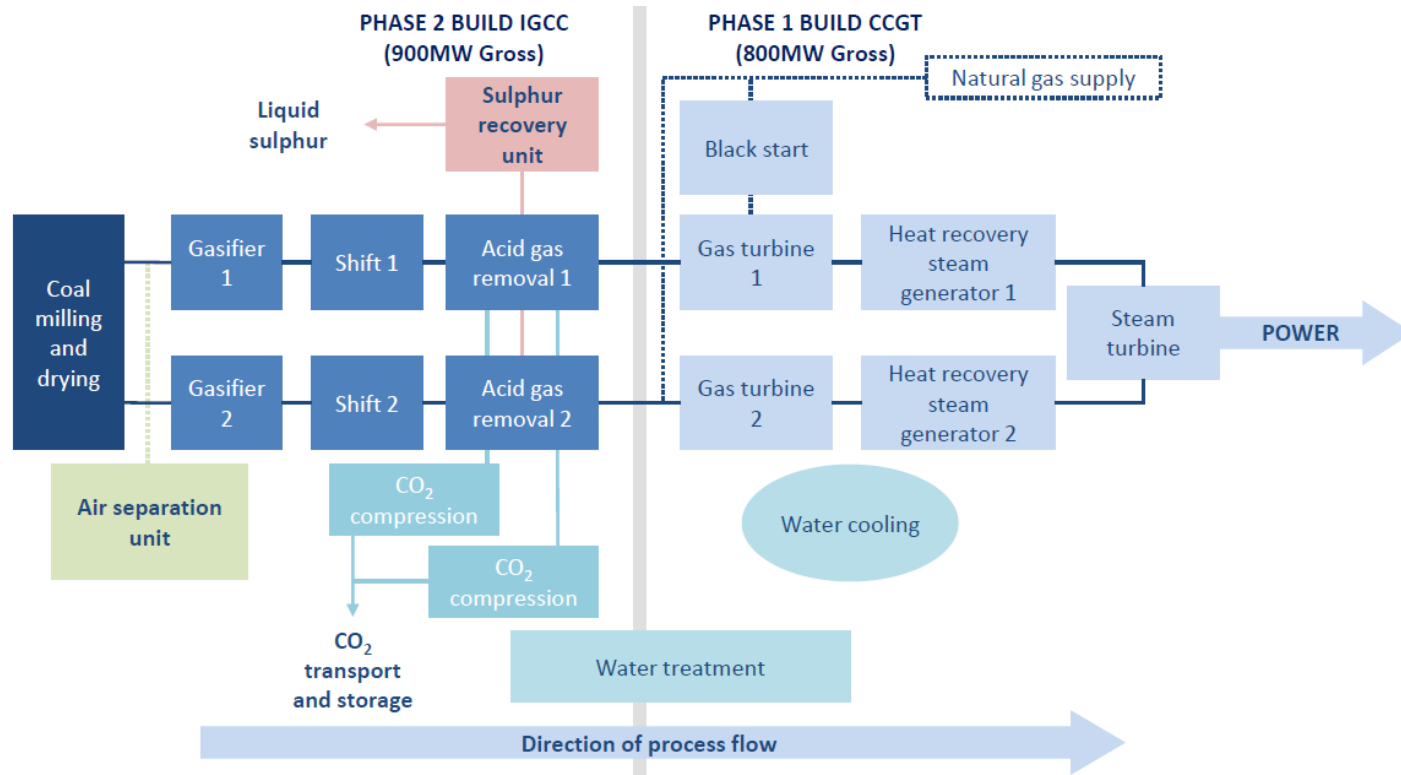 PHASE 2 BUILD IGCC
(900MW Gross)
PHASE 1 BUILD CCGT
(800MW Gross)
Natural gas supply
Liquid
sulphur
Sulphur
recovery
unit
Black start
Coal
milling
and
drying
Gasifier
1
Shift 1
Acid gas
removal 1
Gas turbine
1
Heat recovery
steam
generator 1
Steam
turbine
POWER
Gasifier
2
Shift 2
Acid gas
removal 2
Gas turbine
2
Heat recovery
steam
generator 2
Air separation
unit
CO₂
compression
Water cooling
CO₂
compression
CO₂
transport
and storage
Water treatment
Direction of process flow